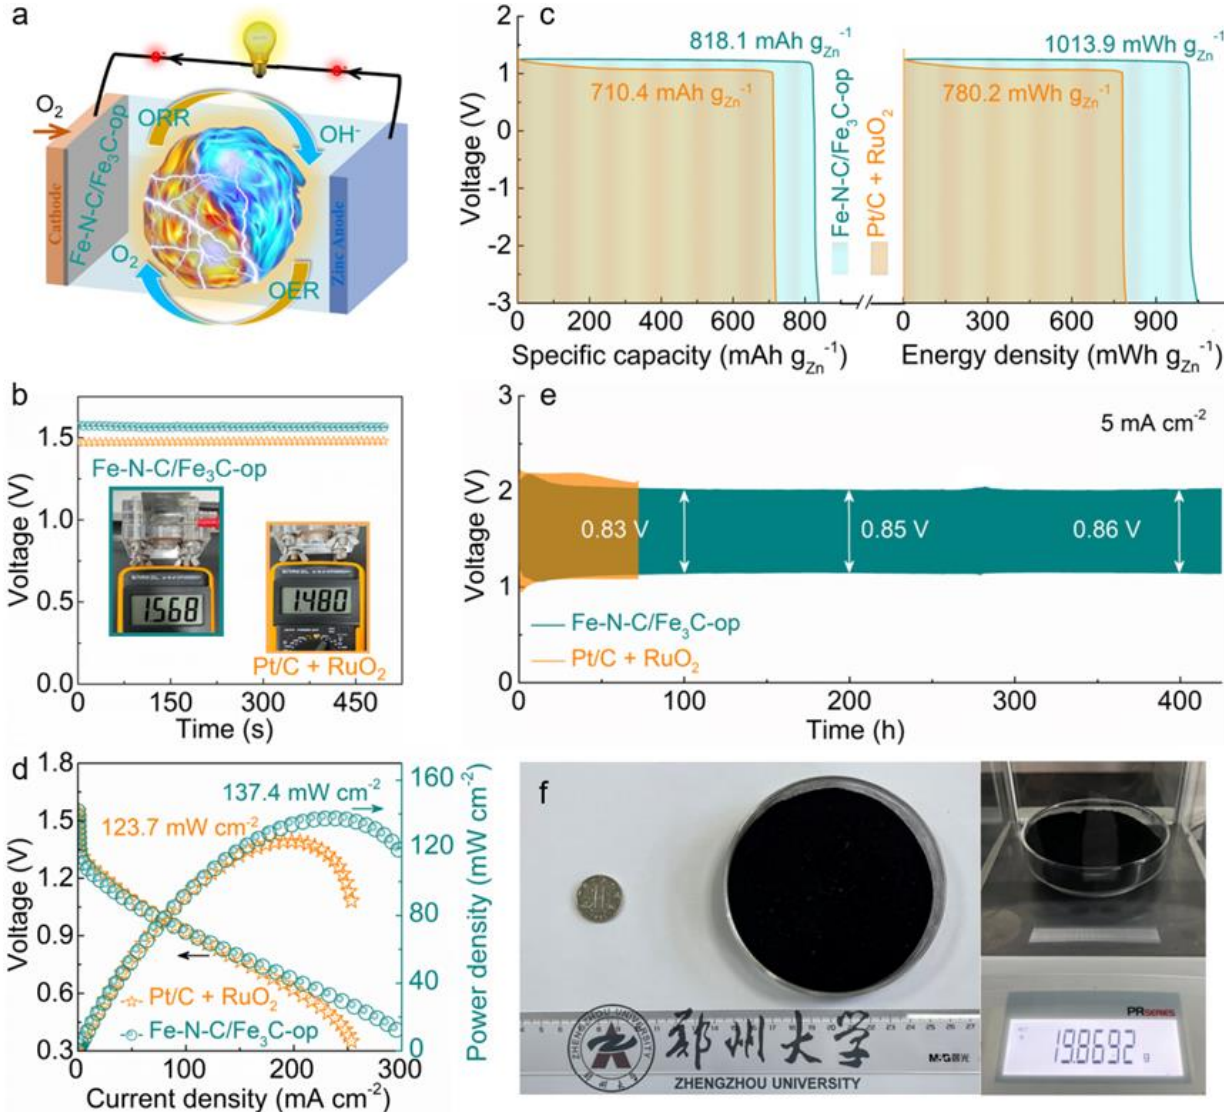 a
O₂
ORR
OH⁻
Cathode
Fe-N-C/Fe₃C-op
Zinc Anode
O₂
OER
c
Voltage (V)
2
1
0
-1
-2
-3
818.1 mAh g_Zn⁻¹
710.4 mAh g_Zn⁻¹
0 200 400 600 800
Specific capacity (mAh g_Zn⁻¹)
Fe-N-C/Fe₃C-op
Pt/C + RuO₂
1013.9 mWh g_Zn⁻¹
780.2 mWh g_Zn⁻¹
0 300 600 900
Energy density (mWh g_Zn⁻¹)
b
Voltage (V)
1.5
1.0
0.5
0.0
Fe-N-C/Fe₃C-op
1568
1480
Pt/C + RuO₂
0 150 300 450
Time (s)
e
5 mA cm⁻²
Voltage (V)
3
2
1
0
0.83 V
0.85 V
0.86 V
Fe-N-C/Fe₃C-op
Pt/C + RuO₂
0 100 200 300 400
Time (h)
d
Voltage (V)
1.8
1.5
1.2
0.9
0.6
0.3
137.4 mW cm⁻²
123.7 mW cm⁻²
Pt/C + RuO₂
Fe-N-C/Fe₃C-op
160
120
80
40
0
Power density (mW cm⁻²)
0 100 200 300
Current density (mA cm⁻²)
f
郑州大学
ZHENGZHOU UNIVERSITY
M&G 晨光
PR SERIES
19.8692 g